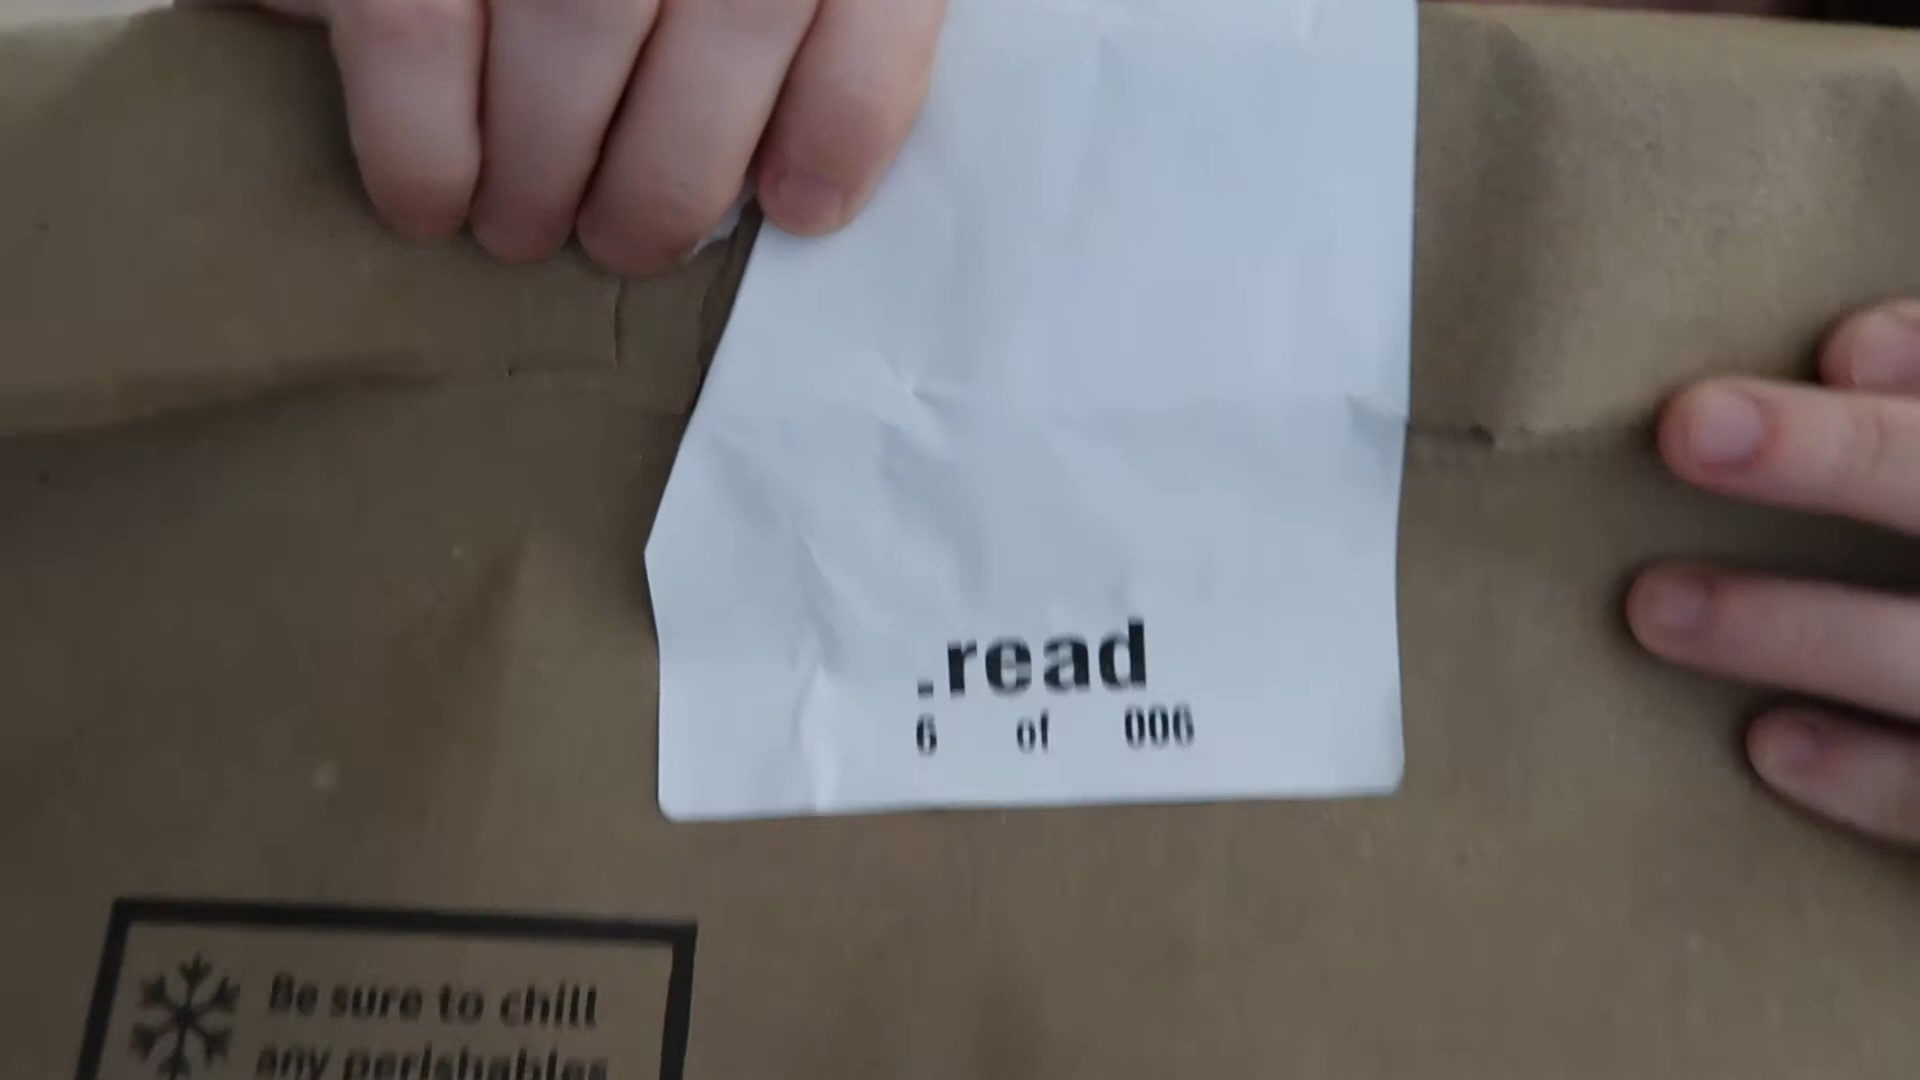 .read
6 of 006
Be sure to chill
any perishables